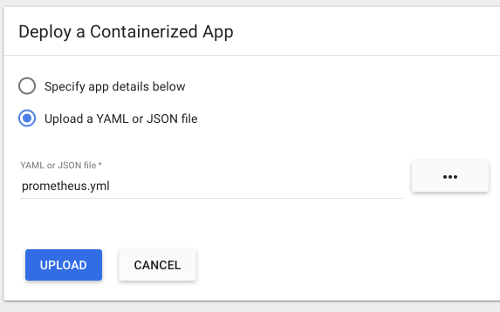 Deploy a Containerized App
Specify app details below
Upload a YAML or JSON file
YAML or JSON file *
prometheus.yml
...
UPLOAD
CANCEL